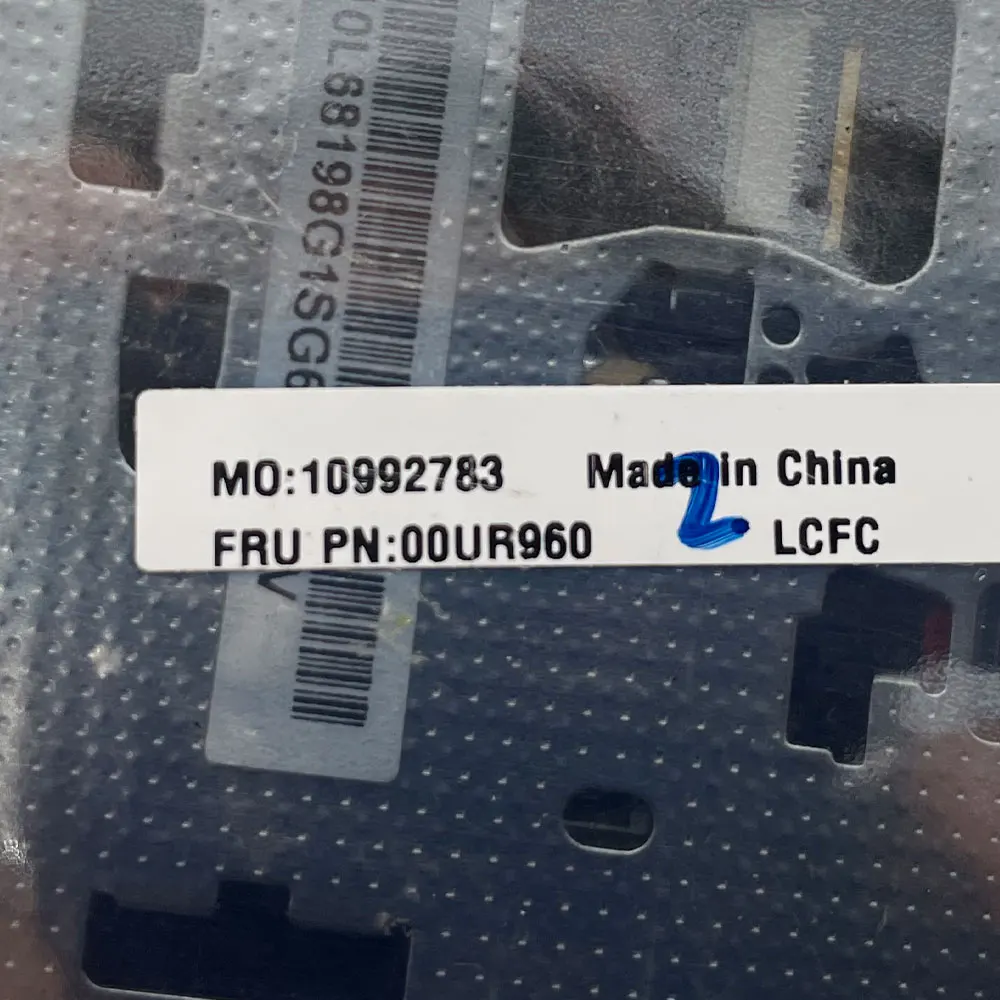 0L68198G1SG6
MO:10992783 Made in China
FRU PN:00UR960 2 LCFC
V